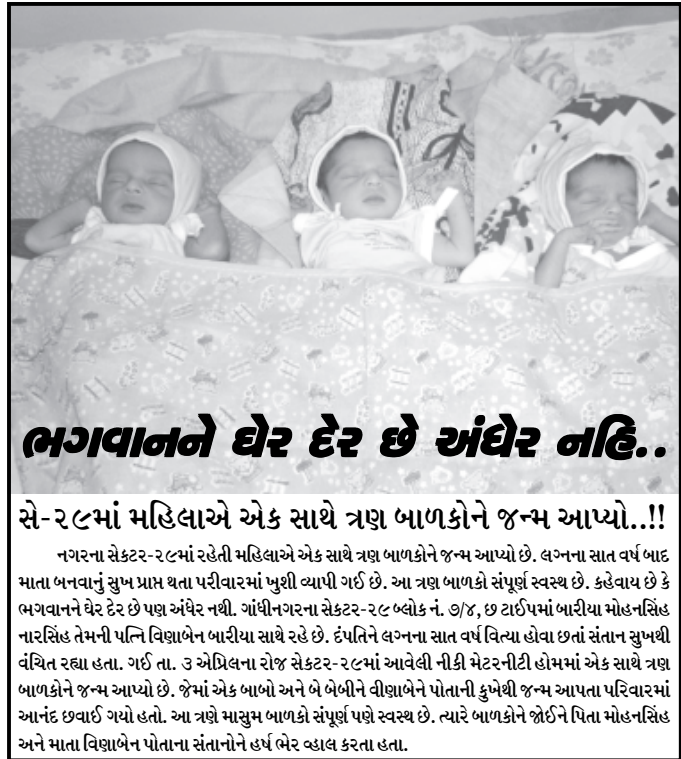 ભગવાનને ઘેર દેર છે અંધેર નહિ..
સે-૨૯માં મહિલાએ એક સાથે ત્રણ બાળકોને જન્મ આપ્યો..!!
નગરના સેકટર-૨૯માં રહેતી મહિલાએ એક સાથે ત્રણ બાળકોને જન્મ આપ્યો છે. લગ્નના સાત વર્ષ બાદ
માતા બનવાનું સુખ પ્રાપ્ત થતા પરીવારમાં ખુશી વ્યાપી ગઈ છે. આ ત્રણ બાળકો સંપૂર્ણ સ્વસ્થ છે. કહેવાય છે કે
ભગવાનને ઘેર દેર છે પણ અંધેર નથી. ગાંધીનગરના સેકટર-૨૯ બ્લોક નં. ૭/૪, છ ટાઈપમાં બારીયા મોહનસિંહ
નારસિંહ તેમની પત્નિ વિણાબેન બારીયા સાથે રહે છે. દંપતિને લગ્નના સાત વર્ષ વિત્યા હોવા છતાં સંતાન સુખથી
વંચિત રહ્યા હતા. ગઈ તા. ૩ એપ્રિલના રોજ સેકટર-૨૯માં આવેલી નીકી મેટરનીટી હોમમાં એક સાથે ત્રણ
બાળકોને જન્મ આપ્યો છે. જેમાં એક બાબો અને બે બેબીને વીણાબેને પોતાની કુખેથી જન્મ આપતા પરિવારમાં
આનંદ છવાઈ ગયો હતો. આ ત્રણે માસુમ બાળકો સંપૂર્ણ પણે સ્વસ્થ છે. ત્યારે બાળકોને જોઈને પિતા મોહનસિંહ
અને માતા વિણાબેન પોતાના સંતાનોને હર્ષ ભેર વ્હાલ કરતા હતા.